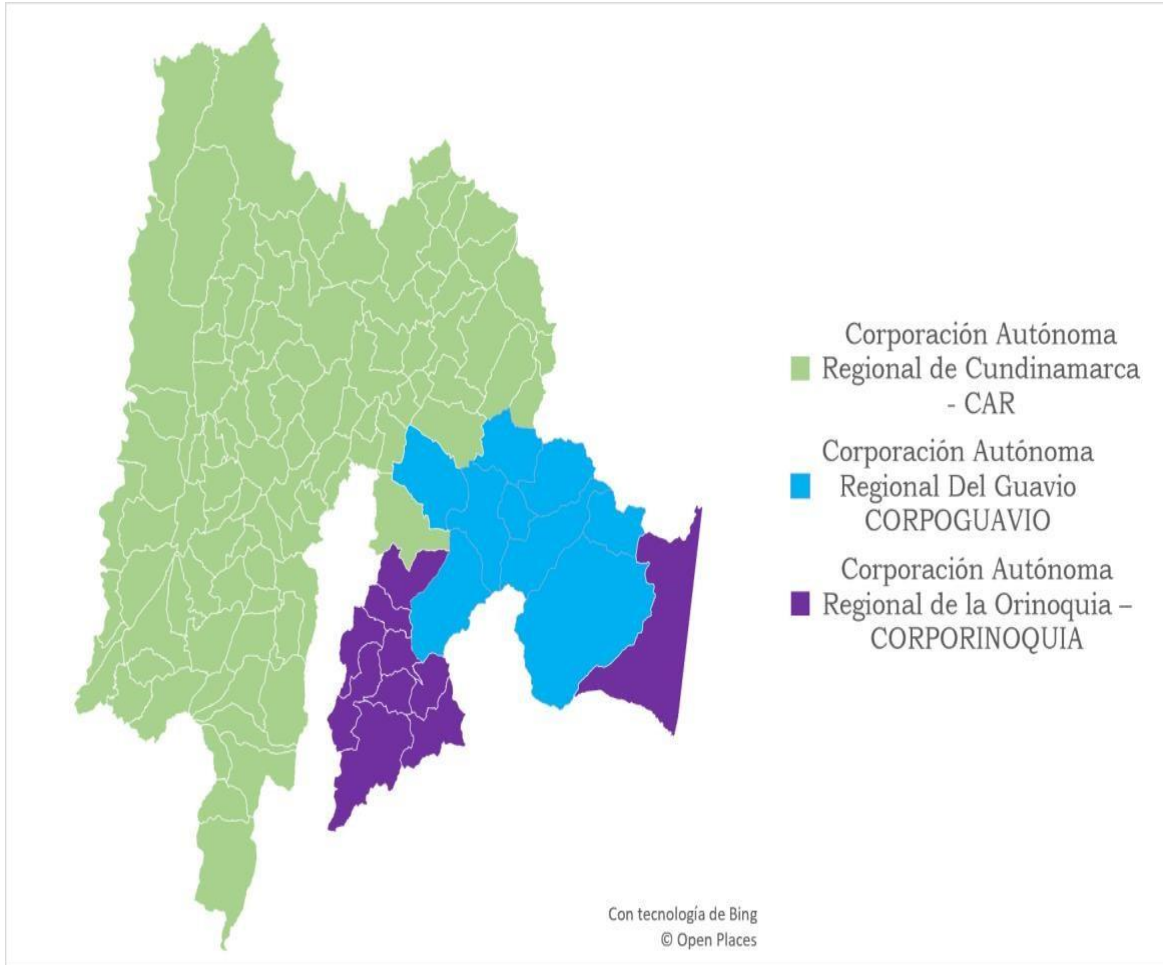 Corporación Autónoma
Regional de Cundinamarca
- CAR
Corporación Autónoma
Regional Del Guavio
CORPOGUAVIO
Corporación Autónoma
Regional de la Orinoquia –
CORPORINOQUIA
Con tecnología de Bing
© Open Places